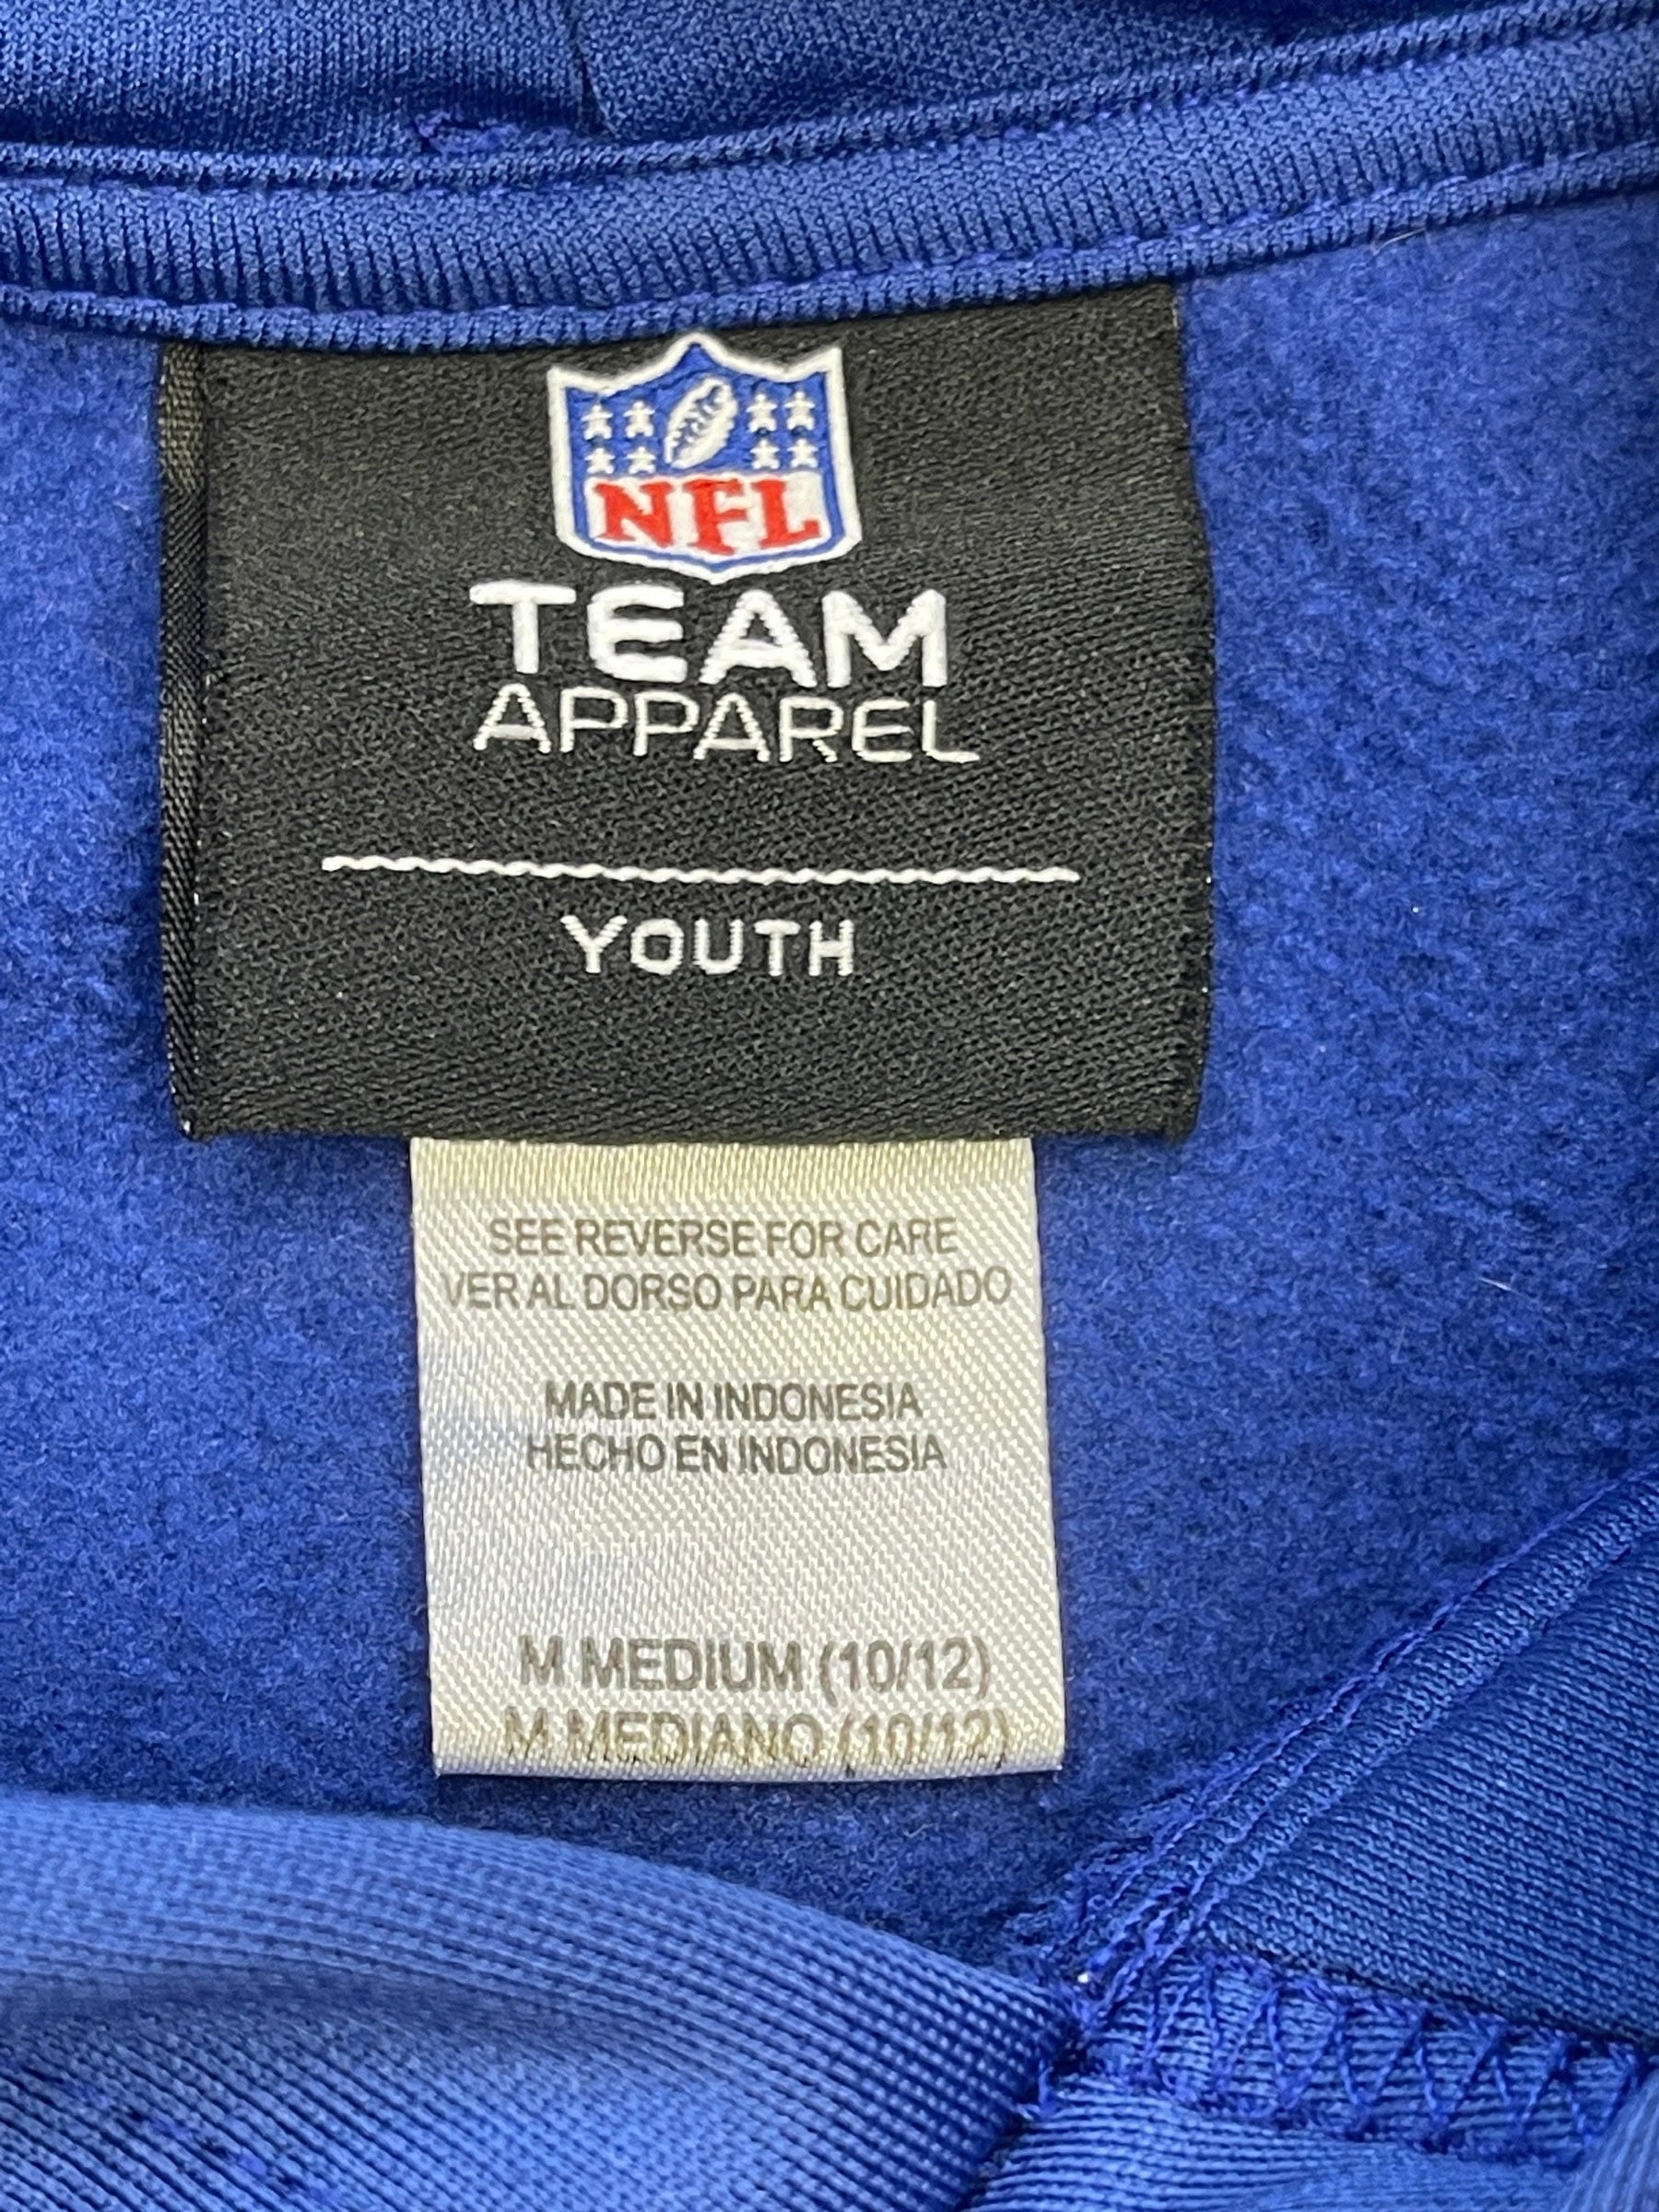 NFL
TEAM
APPAREL
YOUTH
SEE REVERSE FOR CARE
VER AL DORSO PARA CUIDADO
MADE IN INDONESIA
HECHO EN INDONESIA
M MEDIUM (10/12)
M MEDIANO (10/12)